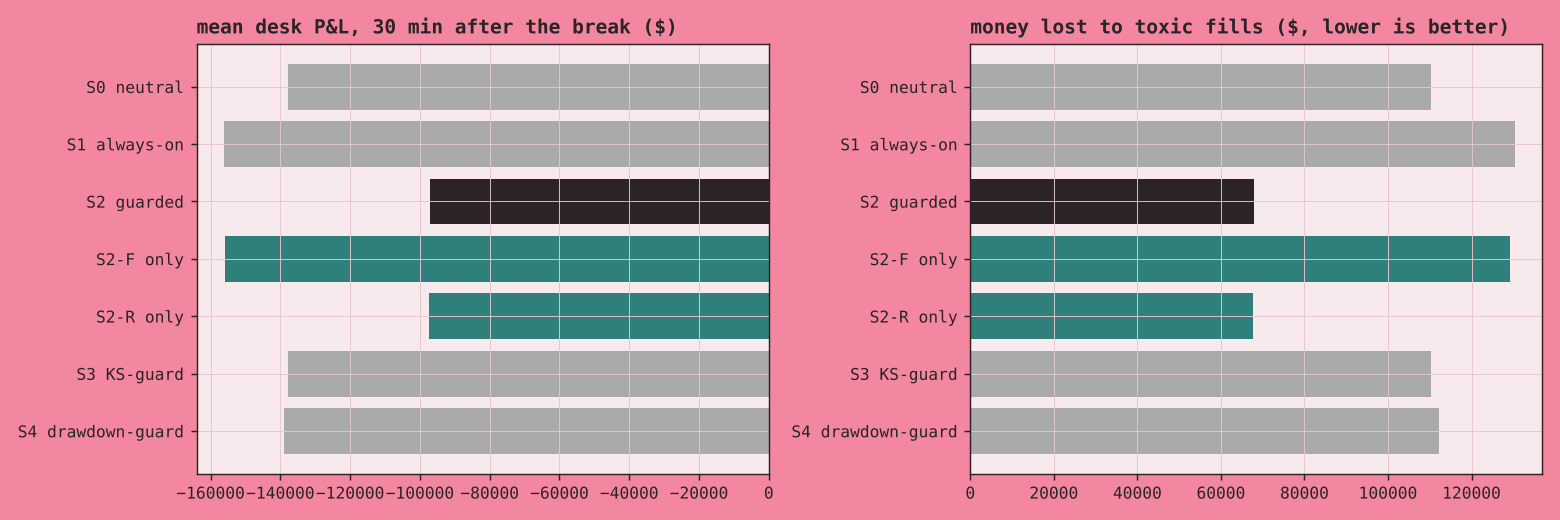 mean desk P&L, 30 min after the break ($)
S0 neutral
S1 always-on
S2 guarded
S2-F only
S2-R only
S3 KS-guard
S4 drawdown-guard
−160000 −140000 −120000 −100000 −80000 −60000 −40000 −20000 0
money lost to toxic fills ($, lower is better)
S0 neutral
S1 always-on
S2 guarded
S2-F only
S2-R only
S3 KS-guard
S4 drawdown-guard
0 20000 40000 60000 80000 100000 120000